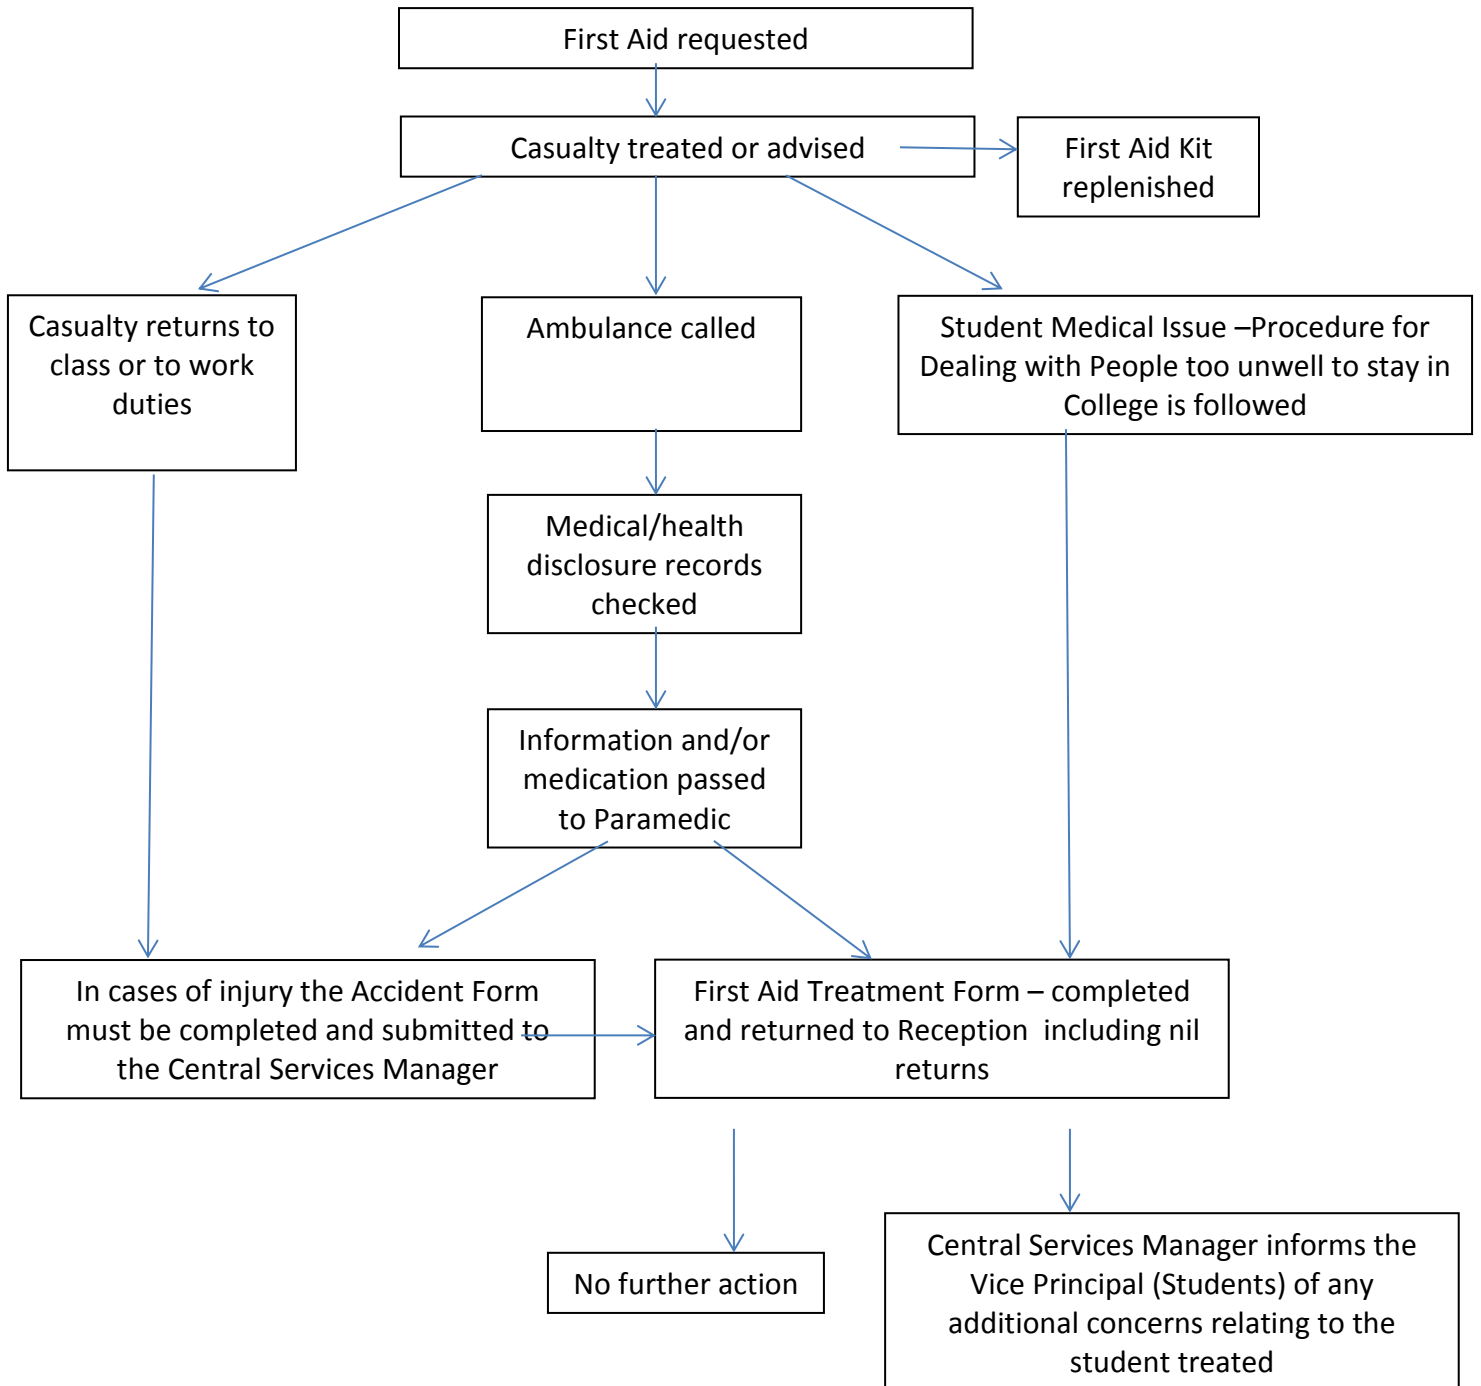 First Aid requested
Casualty treated or advised
First Aid Kit
replenished
Casualty returns to
class or to work
duties
Ambulance called
Student Medical Issue –Procedure for
Dealing with People too unwell to stay in
College is followed
Medical/health
disclosure records
checked
Information and/or
medication passed
to Paramedic
In cases of injury the Accident Form
must be completed and submitted to
the Central Services Manager
First Aid Treatment Form – completed
and returned to Reception  including nil
returns
No further action
Central Services Manager informs the
Vice Principal (Students) of any
additional concerns relating to the
student treated